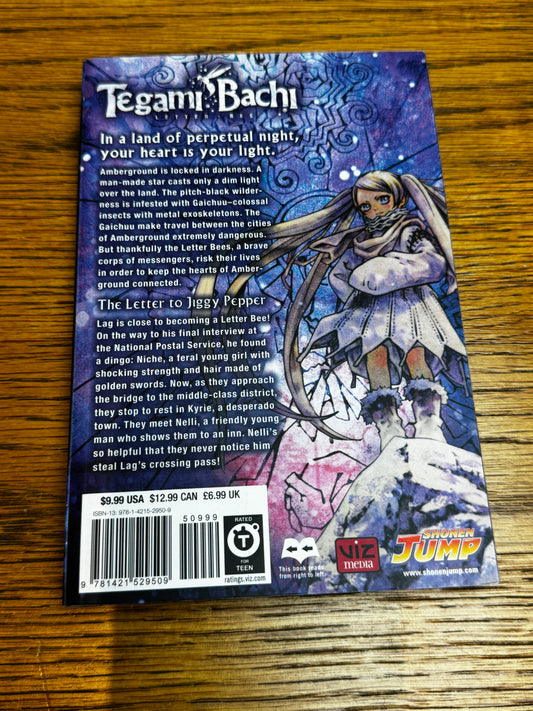 Tegami Bachi
LETTER BEE
In a land of perpetual night,
your heart is your light.
Amberground is locked in darkness. A
man-made star casts only a dim light
over the land. The pitch-black wilder-
ness is infested with Gaichuu–colossal
insects with metal exoskeletons. The
Gaichuu make travel between the cities
of Amberground extremely dangerous.
But thankfully the Letter Bees, a brave
corps of messengers, risk their lives
in order to keep the hearts of Amber-
ground connected.
The Letter to Jiggy Pepper
Lag is close to becoming a Letter Bee!
On the way to his final interview at
the National Postal Service, he found
a dingo: Niche, a feral young girl with
shocking strength and hair made of
golden swords. Now, as they approach
the bridge to the middle-class district,
they stop to rest in Kyrie, a desperado
town. They meet Nelli, a friendly young
man who shows them to an inn. Nelli's
so helpful that they never notice him
steal Lag's crossing pass!
$9.99 USA $12.99 CAN £6.99 UK
ISBN-13: 978-1-4215-2950-9
50999
9 781421 529509
RATED
T
FOR
TEEN
ratings.viz.com
This book reads
from right to left.
VIZ
media
SHONEN
JUMP
www.shonenjump.com